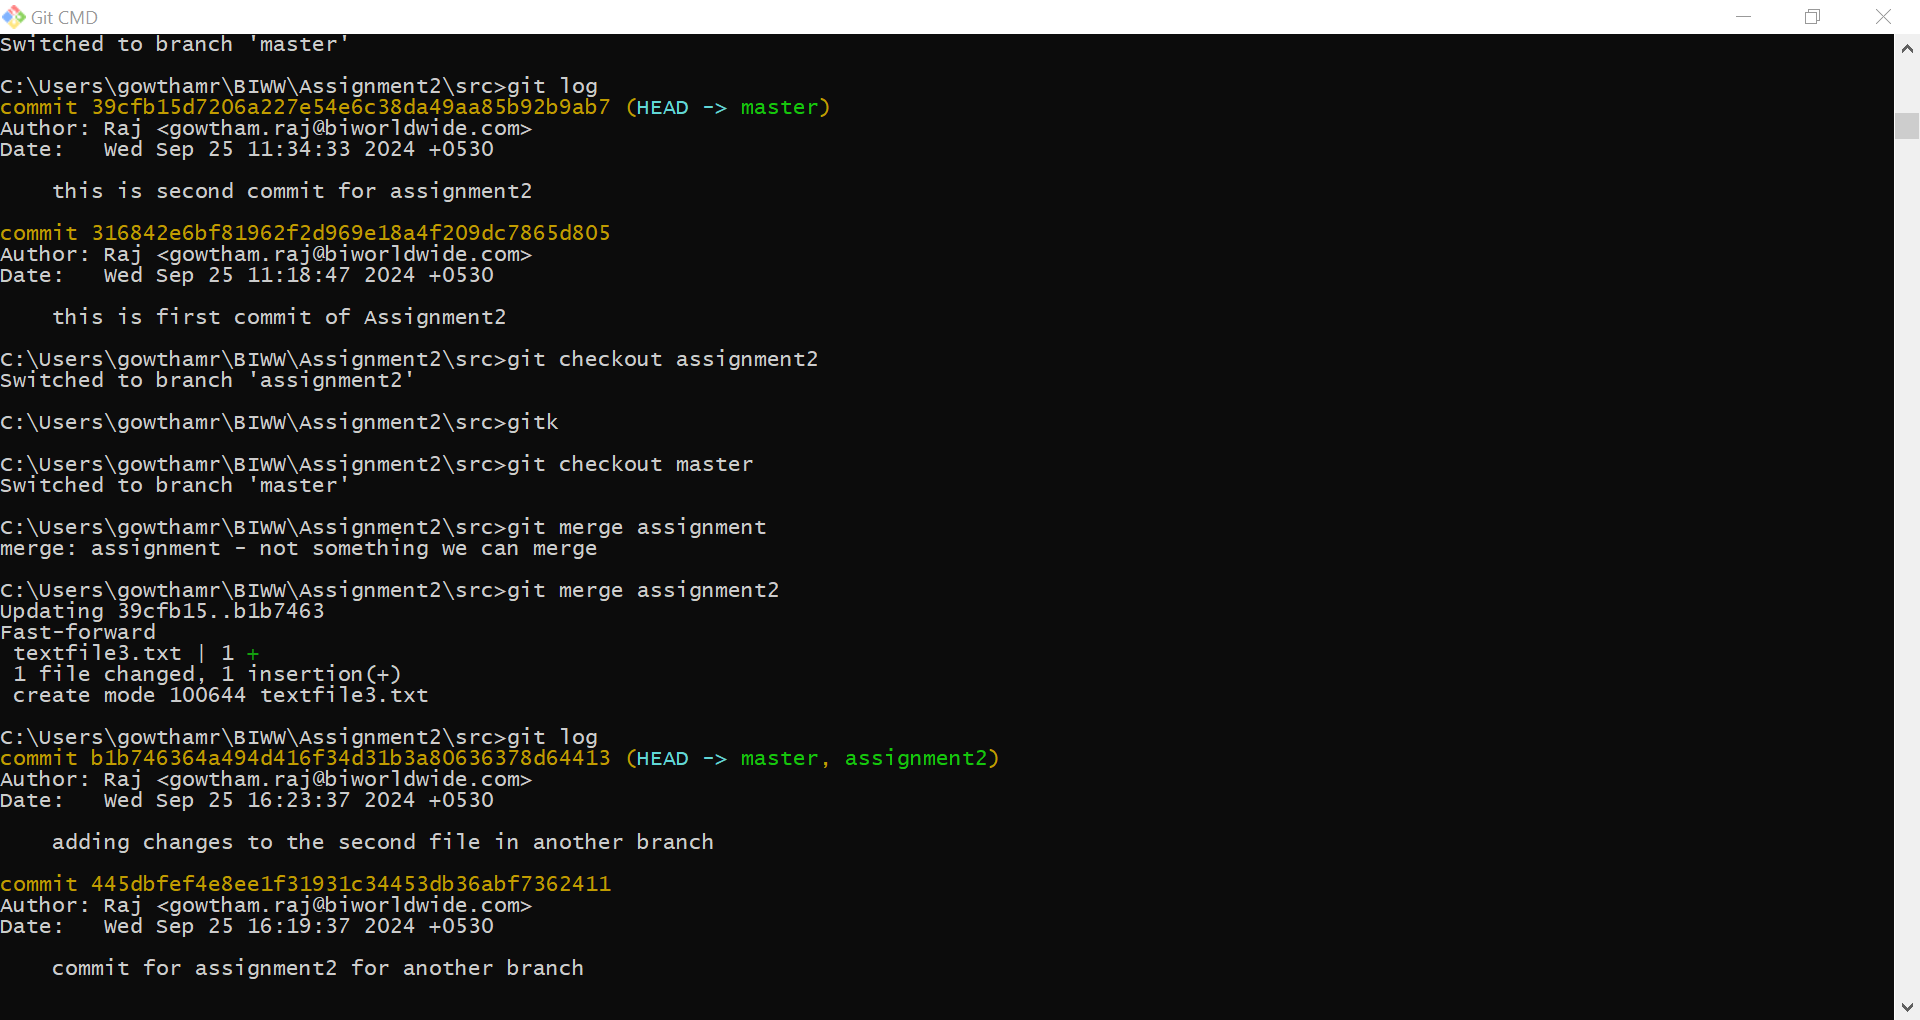 Git CMD
Switched to branch 'master'
C:\Users\gowthamr\BIWW\Assignment2\src>git log
commit 39cfb15d7206a227e54e6c38da49aa85b92b9ab7 (HEAD -> master)
Author: Raj <gowtham.raj@biworldwide.com>
Date:   Wed Sep 25 11:34:33 2024 +0530
    this is second commit for assignment2
commit 316842e6bf81962f2d969e18a4f209dc7865d805
Author: Raj <gowtham.raj@biworldwide.com>
Date:   Wed Sep 25 11:18:47 2024 +0530
    this is first commit of Assignment2
C:\Users\gowthamr\BIWW\Assignment2\src>git checkout assignment2
Switched to branch 'assignment2'
C:\Users\gowthamr\BIWW\Assignment2\src>gitk
C:\Users\gowthamr\BIWW\Assignment2\src>git checkout master
Switched to branch 'master'
C:\Users\gowthamr\BIWW\Assignment2\src>git merge assignment
merge: assignment - not something we can merge
C:\Users\gowthamr\BIWW\Assignment2\src>git merge assignment2
Updating 39cfb15..b1b7463
Fast-forward
 textfile3.txt | 1 +
 1 file changed, 1 insertion(+)
 create mode 100644 textfile3.txt
C:\Users\gowthamr\BIWW\Assignment2\src>git log
commit b1b746364a494d416f34d31b3a80636378d64413 (HEAD -> master, assignment2)
Author: Raj <gowtham.raj@biworldwide.com>
Date:   Wed Sep 25 16:23:37 2024 +0530
    adding changes to the second file in another branch
commit 445dbfef4e8ee1f31931c34453db36abf7362411
Author: Raj <gowtham.raj@biworldwide.com>
Date:   Wed Sep 25 16:19:37 2024 +0530
    commit for assignment2 for another branch